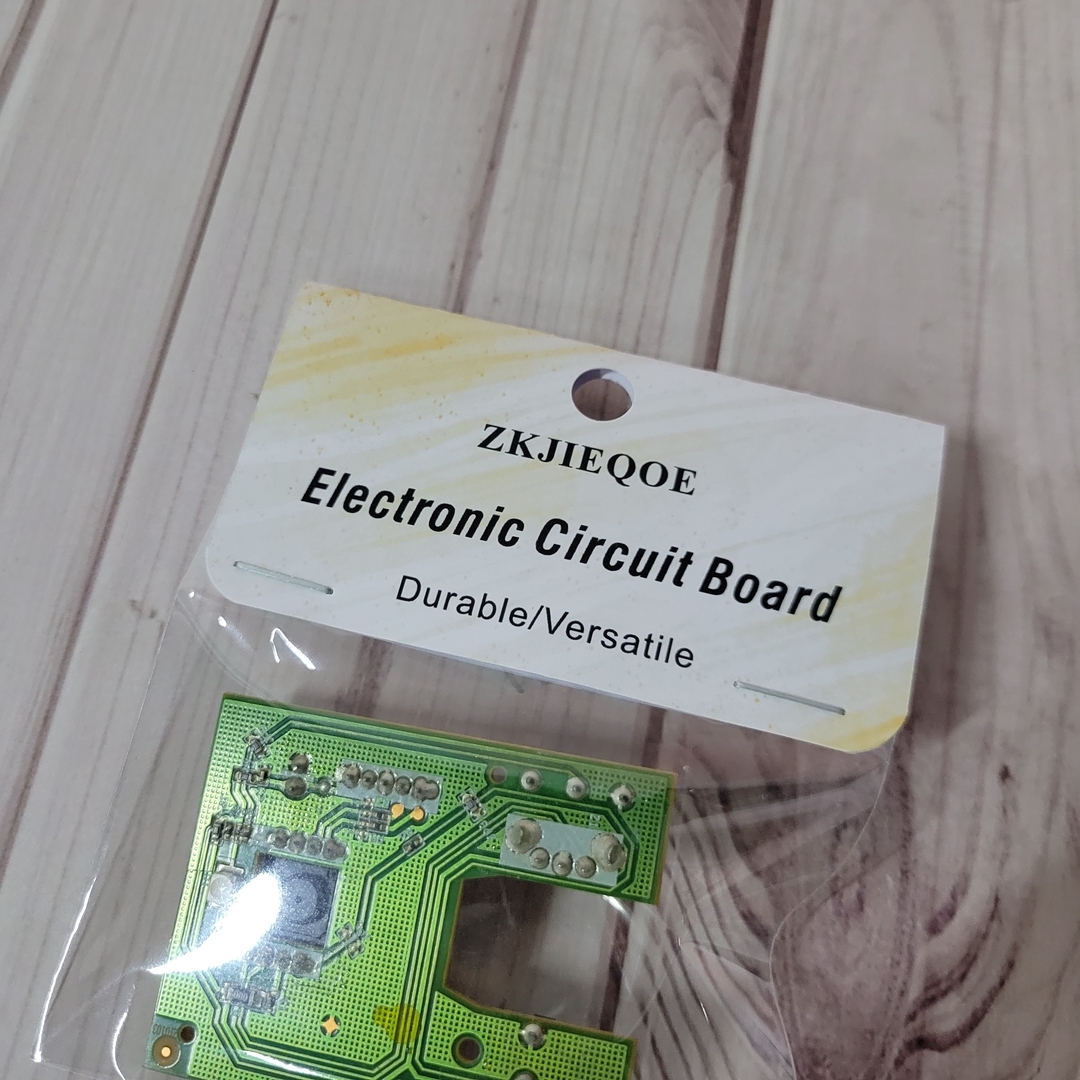 ZKJIEQOE
Electronic Circuit Board
Durable/Versatile